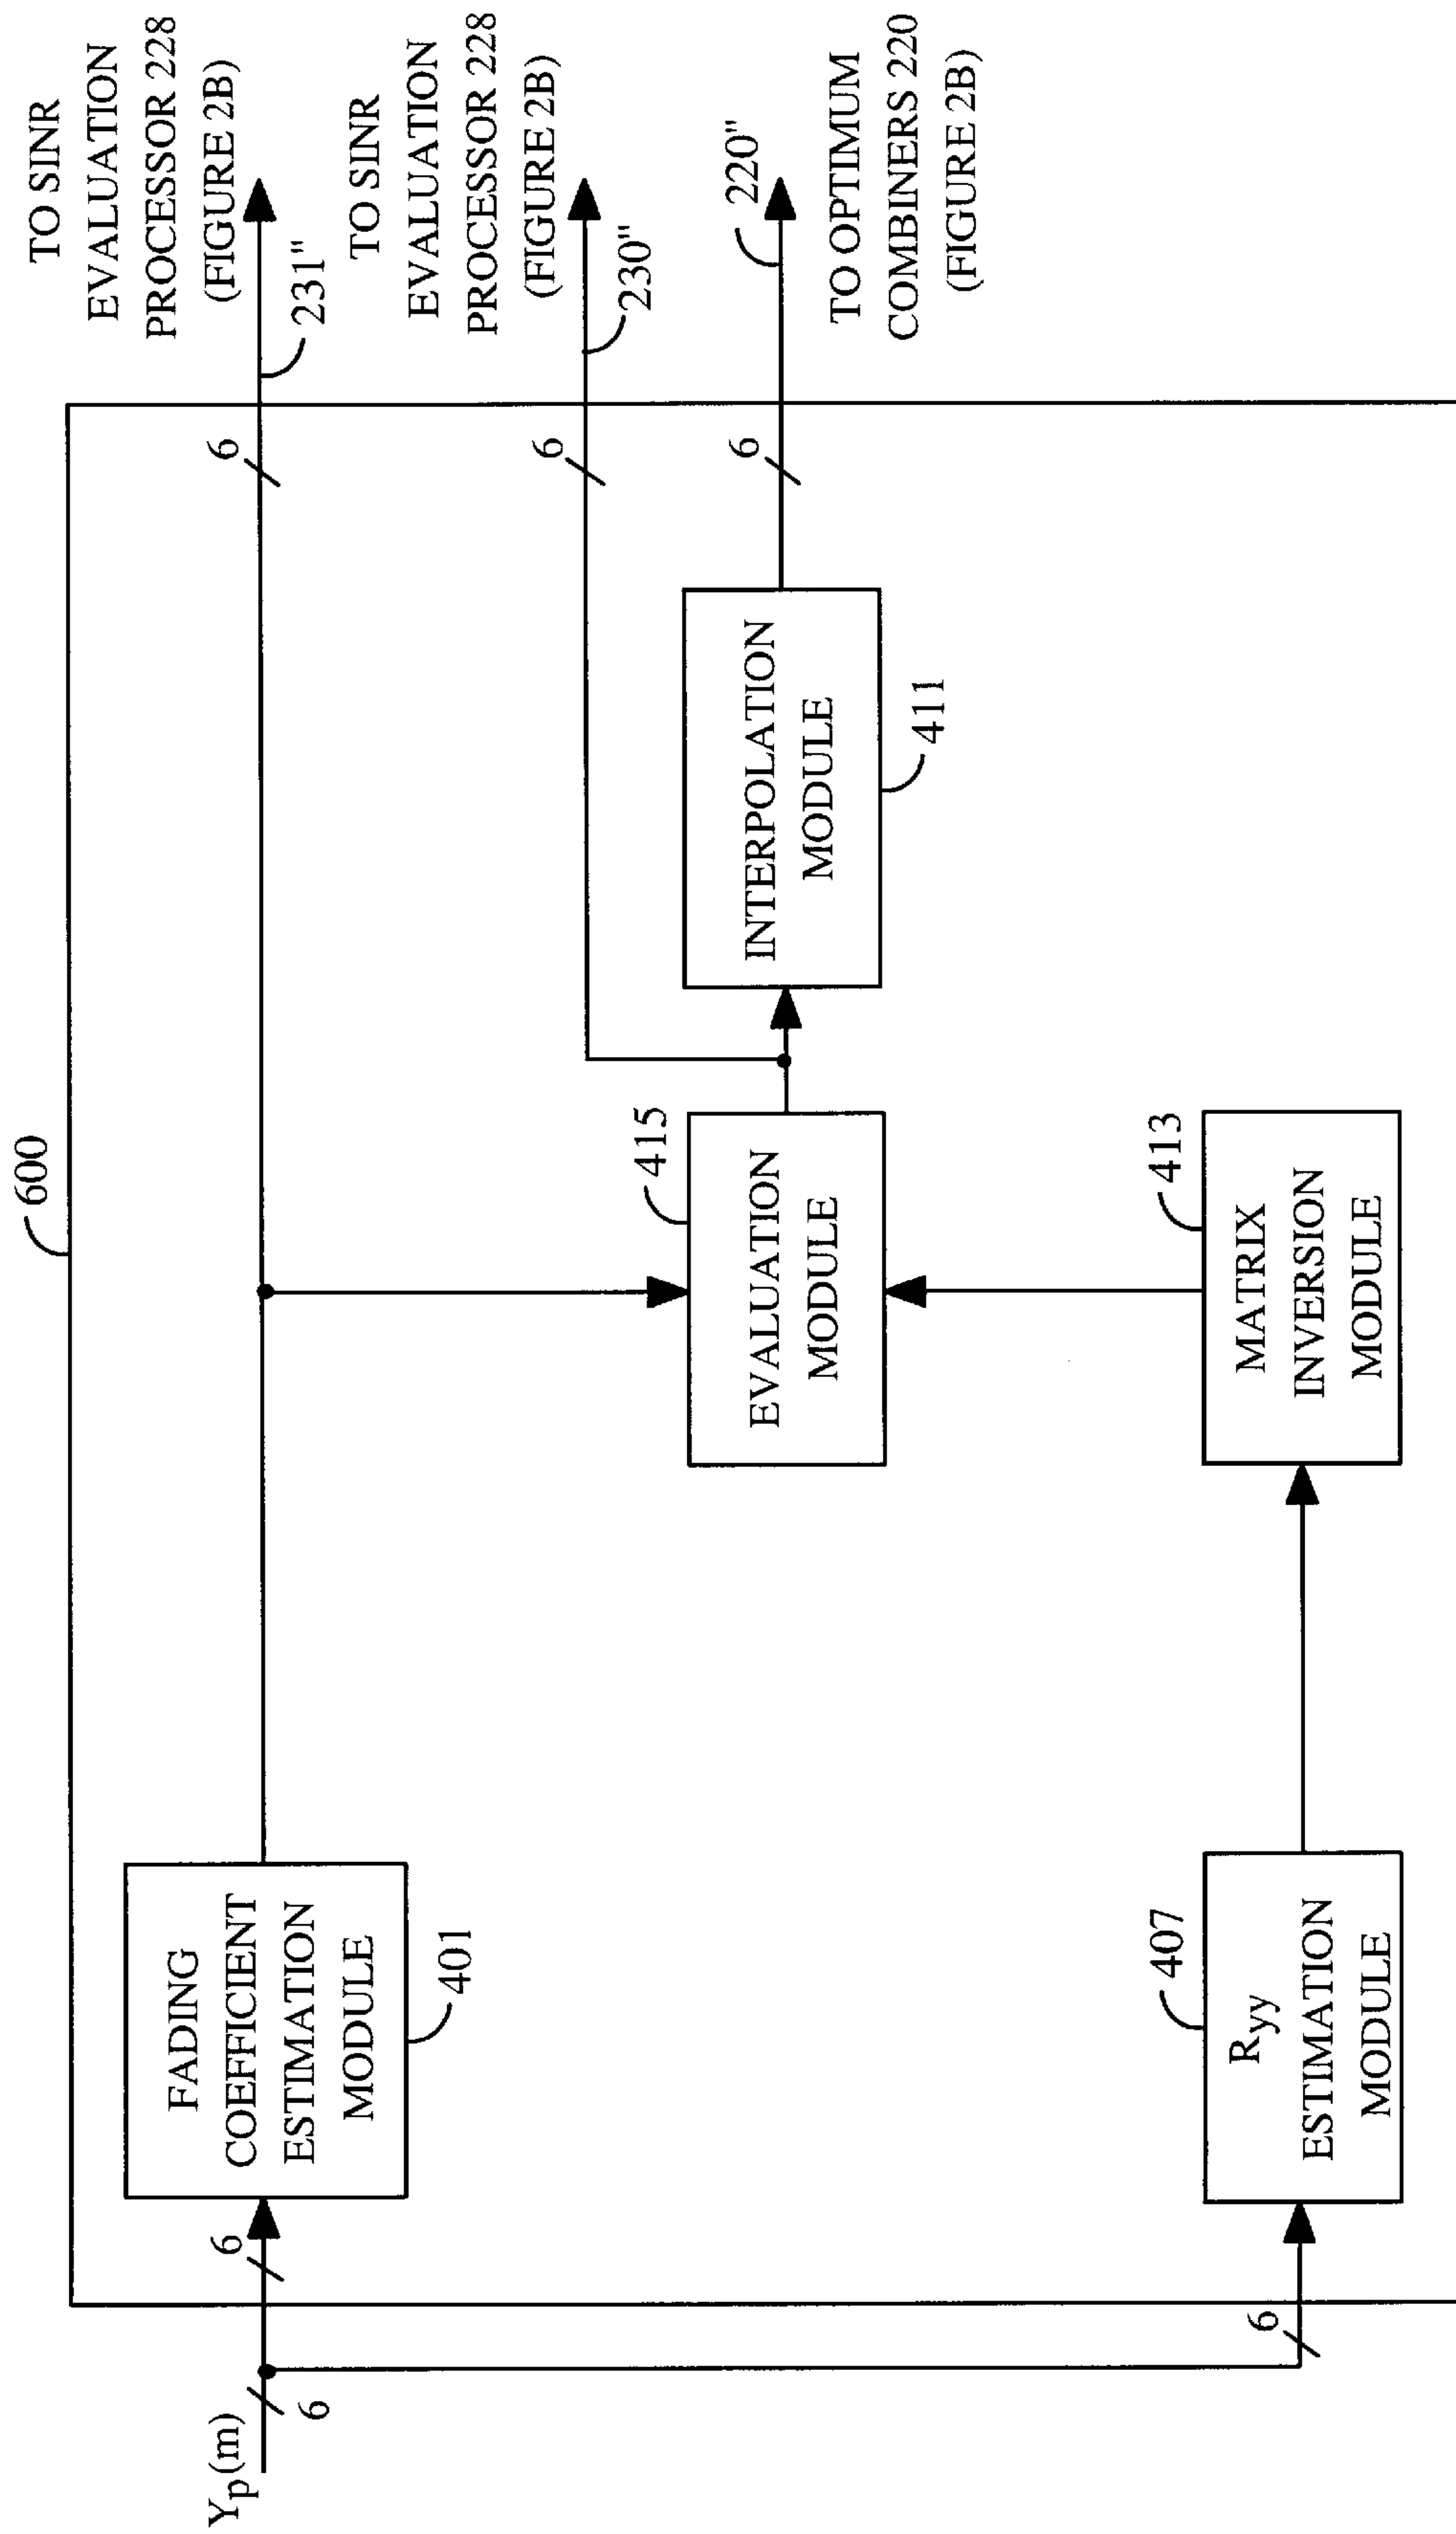 600
TO SINR
EVALUATION
PROCESSOR 228
(FIGURE 2B)
231"
TO SINR
EVALUATION
PROCESSOR 228
(FIGURE 2B)
230"
220"
TO OPTIMUM
COMBINERS 220
(FIGURE 2B)
Yp(m)
6
6
6
6
6
6
FADING
COEFFICIENT
ESTIMATION
MODULE
401
EVALUATION
MODULE
415
INTERPOLATION
MODULE
411
Ryy
ESTIMATION
MODULE
407
MATRIX
INVERSION
MODULE
413